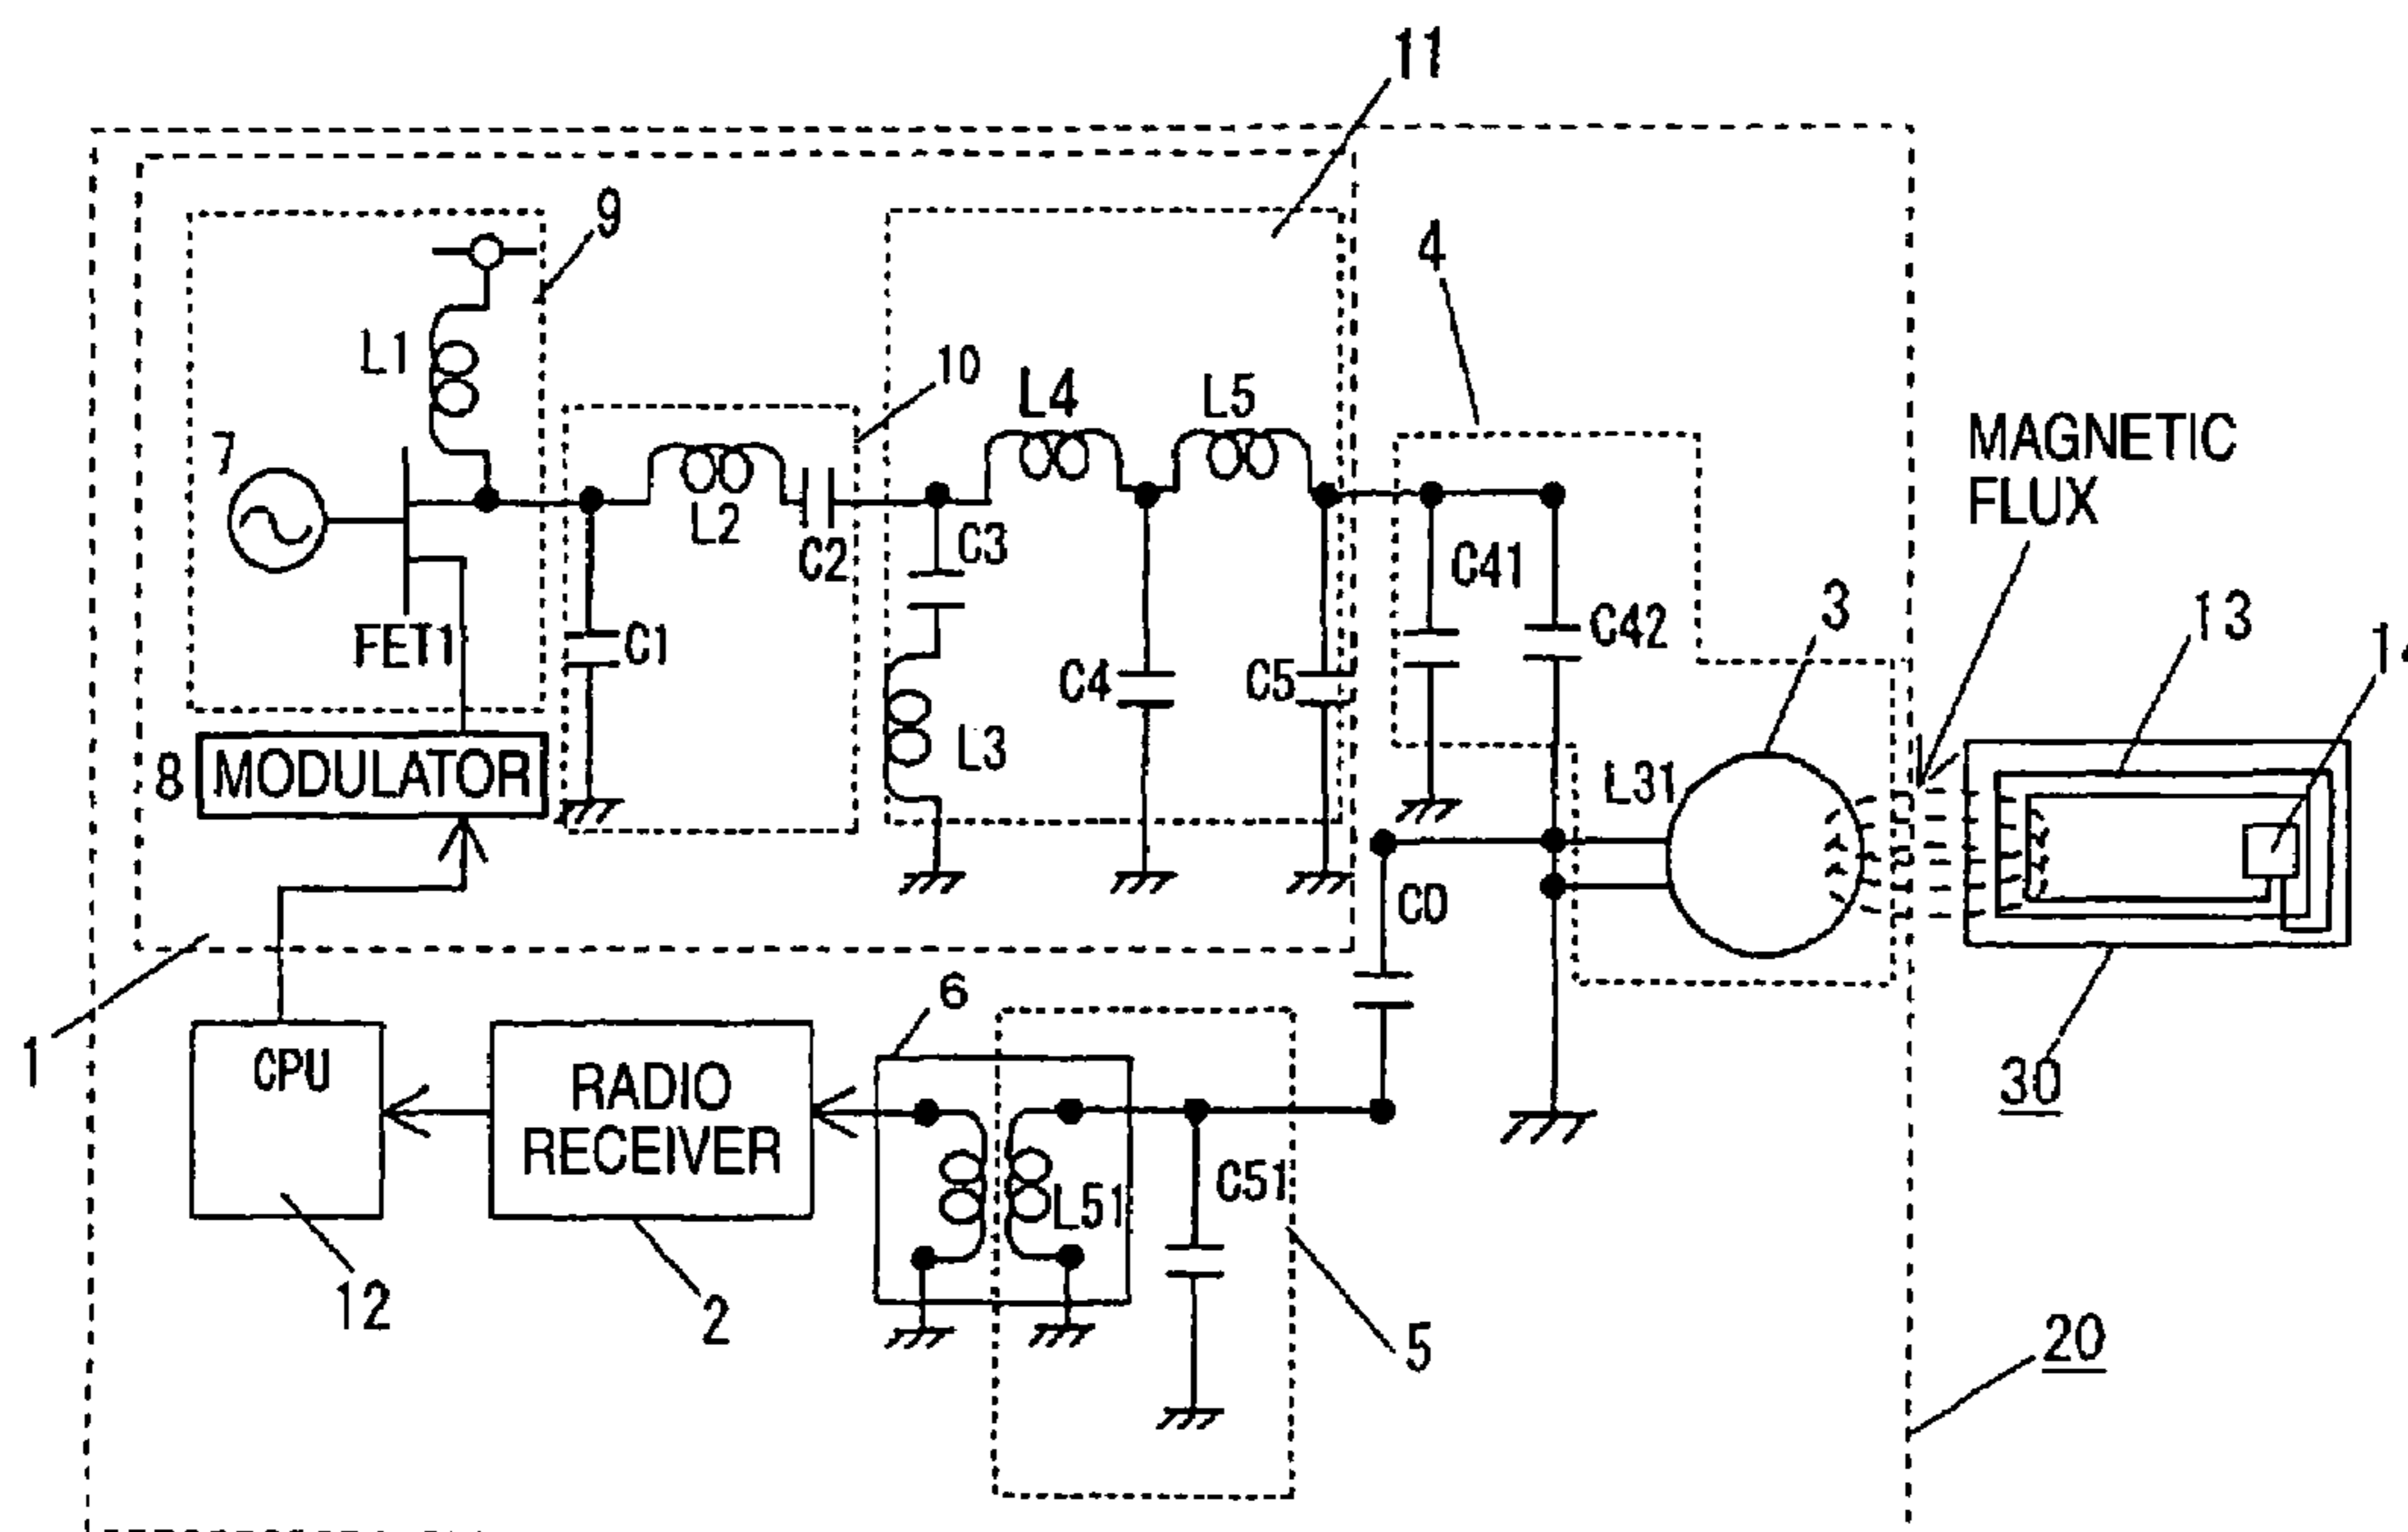 11
9
4
L1
10
L4
L5
MAGNETIC
FLUX
7
L2
C2
C3
C41
C42
3
13
FET1
C1
C4
C5
L3
8
MODULATOR
L31
CD
6
1
CPU
RADIO
RECEIVER
30
C51
L51
12
2
5
20